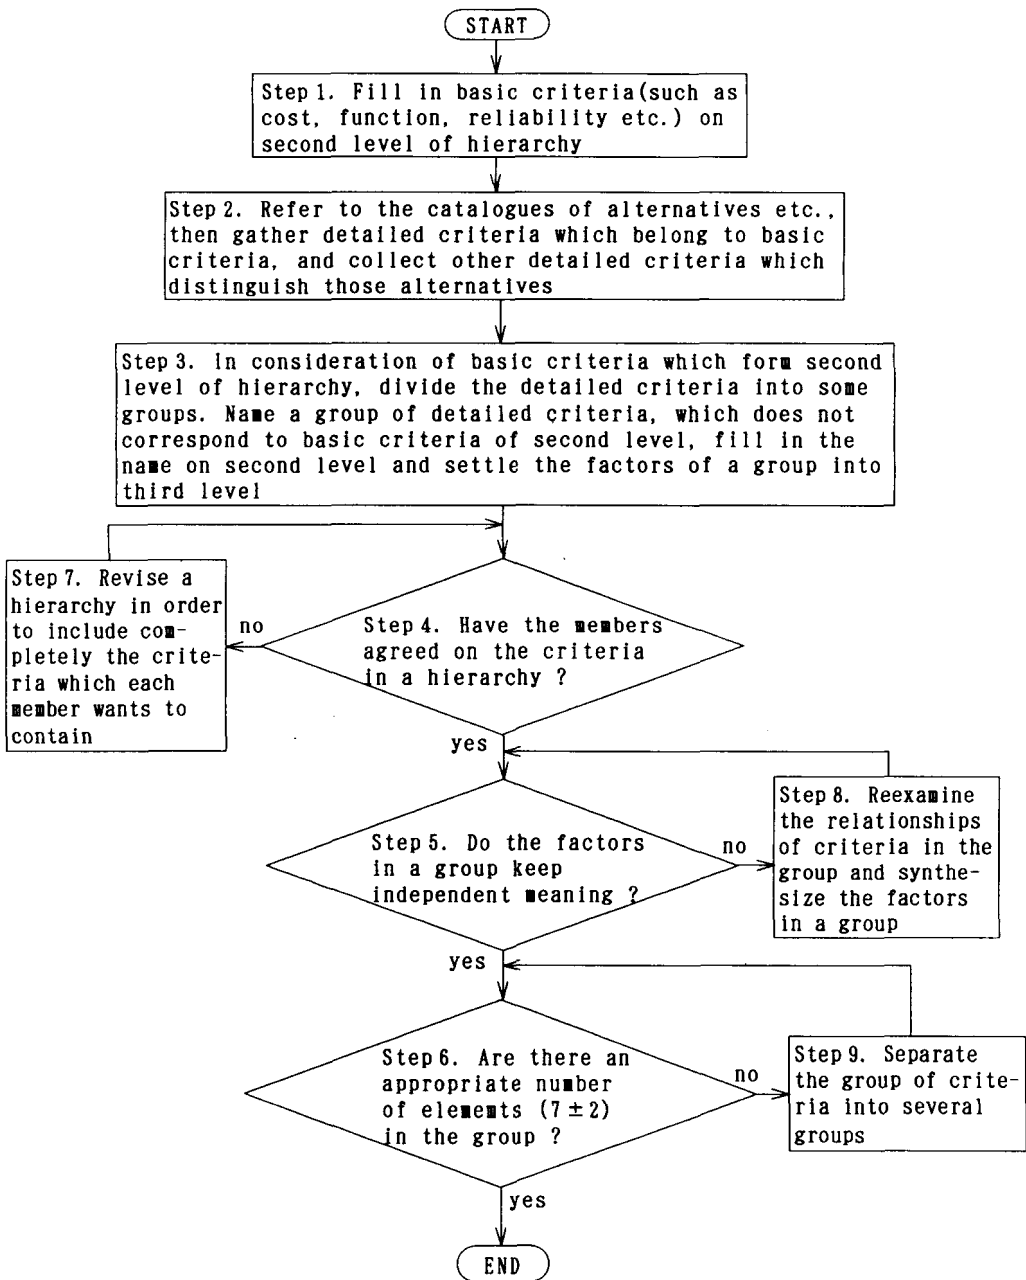 START
Step 1. Fill in basic criteria(such as
cost, function, reliability etc.) on
second level of hierarchy
Step 2. Refer to the catalogues of alternatives etc.,
then gather detailed criteria which belong to basic
criteria, and collect other detailed criteria which
distinguish those alternatives
Step 3. In consideration of basic criteria which form second
level of hierarchy, divide the detailed criteria into some
groups. Name a group of detailed criteria, which does not
correspond to basic criteria of second level, fill in the
name on second level and settle the factors of a group into
third level
Step 7. Revise a
hierarchy in order
to include com-
pletely the crite-
ria which each
member wants to
contain
no
Step 4. Have the members
agreed on the criteria
in a hierarchy ?
yes
Step 5. Do the factors
in a group keep
independent meaning ?
no
Step 8. Reexamine
the relationships
of criteria in the
group and synthe-
size the factors
in a group
yes
Step 6. Are there an
appropriate number
of elements (7 ± 2)
in the group ?
no
Step 9. Separate
the group of crite-
ria into several
groups
yes
END